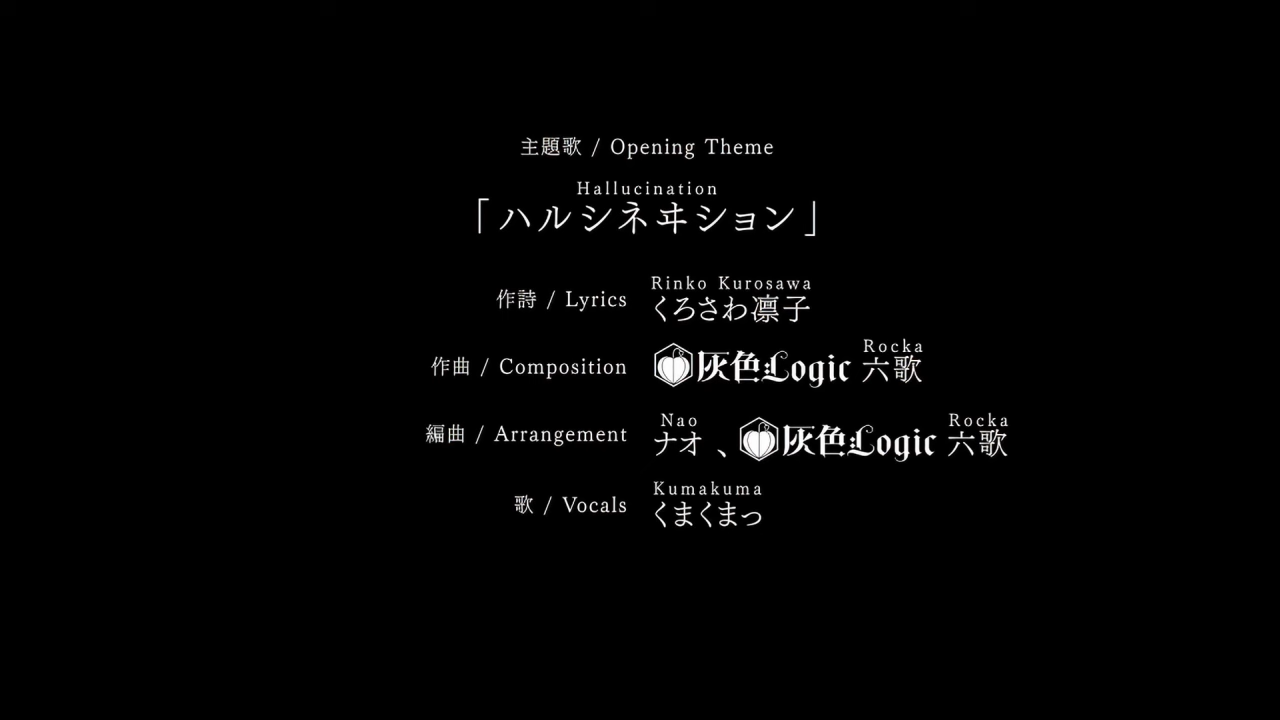 主題歌 / Opening Theme
Hallucination
「ハルシネヰション」
Rinko Kurosawa
作詩 / Lyrics くろさわ凛子
Rocka
作曲 / Composition 灰色Logic 六歌
Nao Rocka
編曲 / Arrangement ナオ、灰色Logic 六歌
Kumakuma
歌 / Vocals くまくまっ